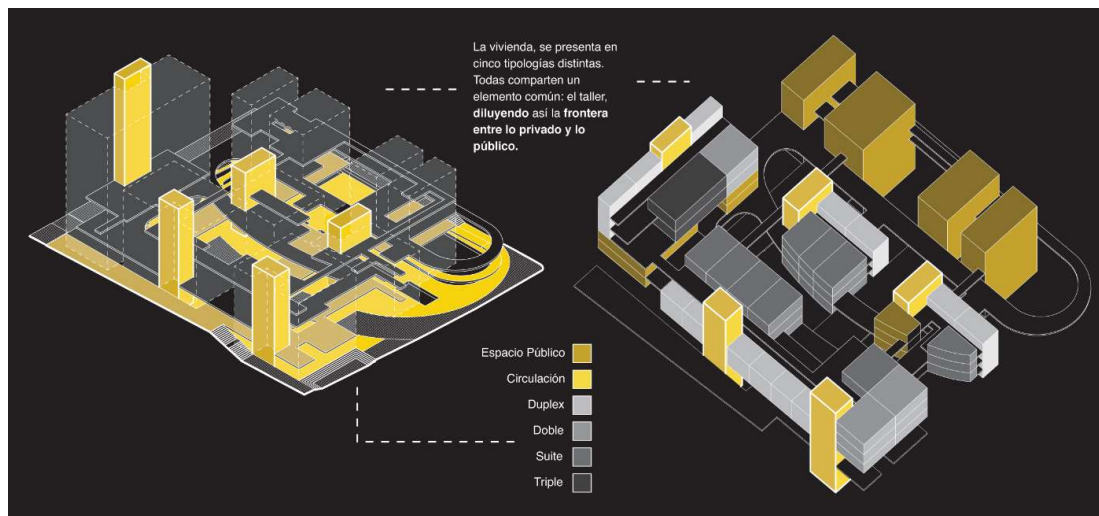 La vivienda, se presenta en
cinco tipologías distintas.
Todas comparten un
elemento común: el taller,
diluyendo así la frontera
entre lo privado y lo
público.
Espacio Público
Circulación
Duplex
Doble
Suite
Triple